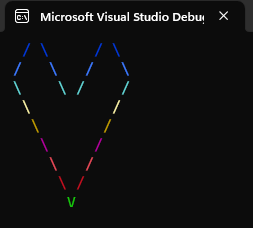 Microsoft Visual Studio Debug
/ \     / \
/   \   /   \
\    \ /    /
 \         /
  \       /
   \     /
    \   /
     \ /
      V